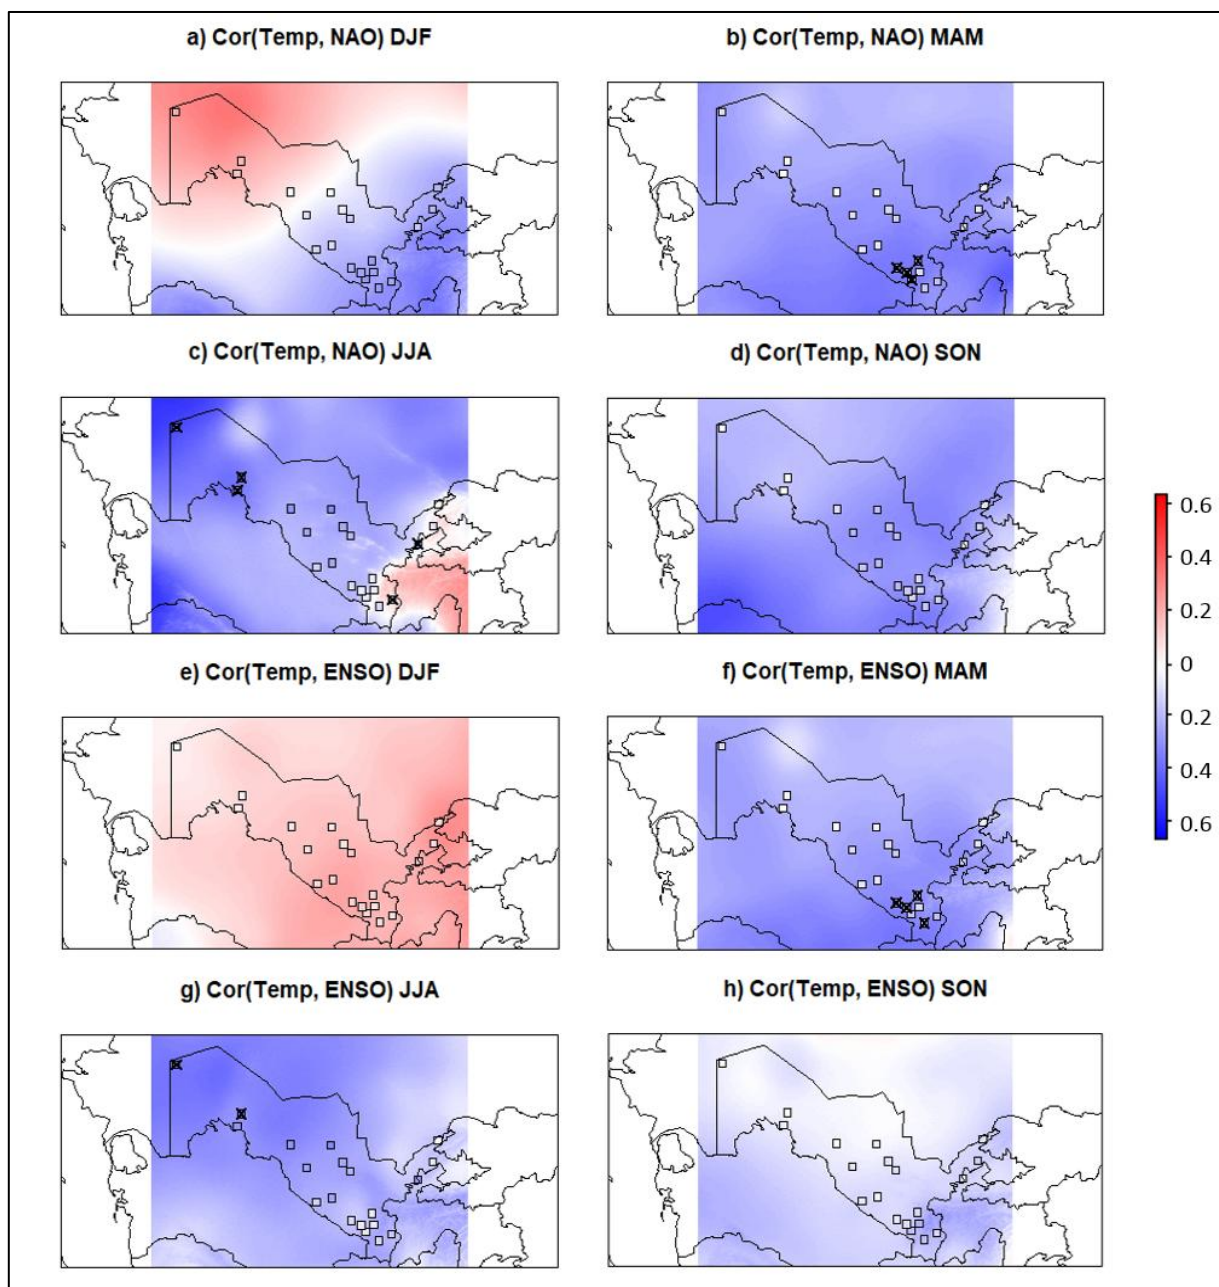 a) Cor(Temp, NAO) DJF
b) Cor(Temp, NAO) MAM
c) Cor(Temp, NAO) JJA
d) Cor(Temp, NAO) SON
e) Cor(Temp, ENSO) DJF
f) Cor(Temp, ENSO) MAM
g) Cor(Temp, ENSO) JJA
h) Cor(Temp, ENSO) SON
0.6
0.4
0.2
0
0.2
0.4
0.6